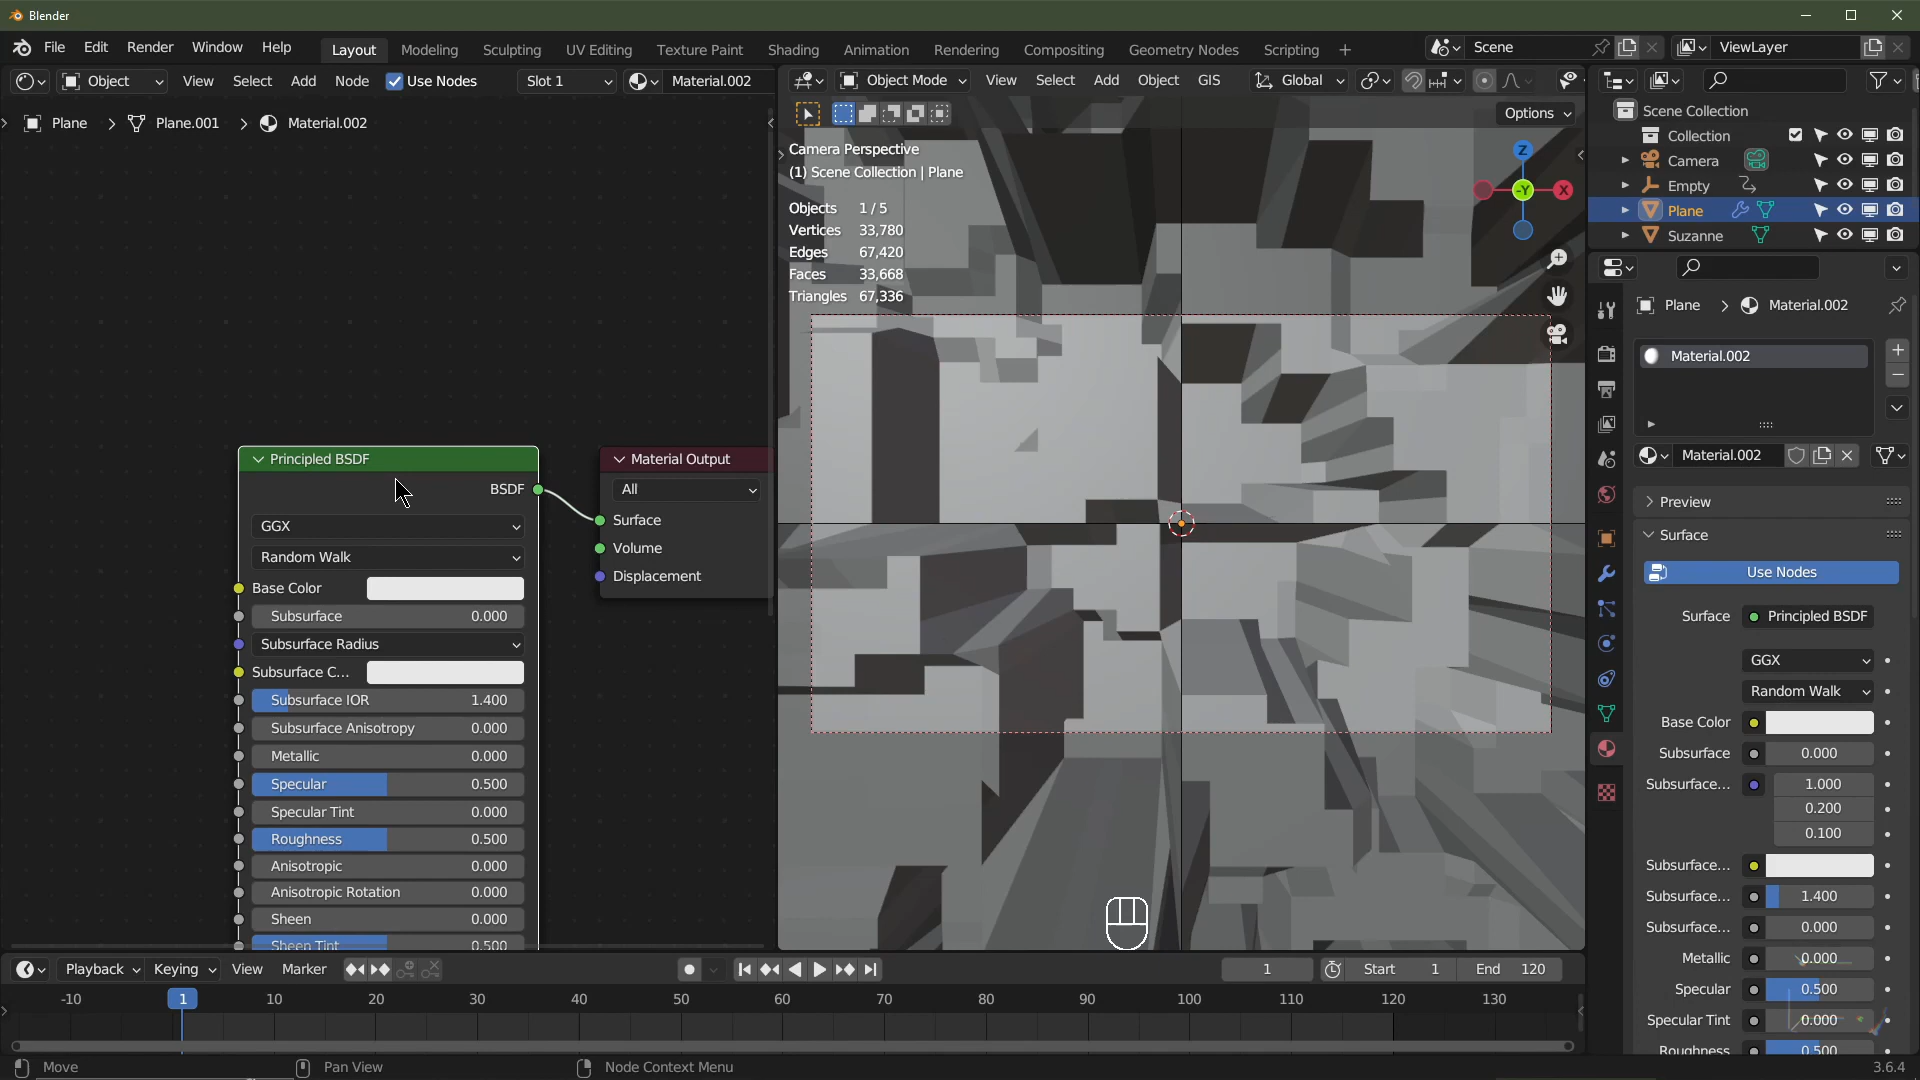 Blender
File Edit Render Window Help
Layout Modeling Sculpting UV Editing Texture Paint Shading Animation Rendering Compositing Geometry Nodes Scripting +
Scene
ViewLayer
Object View Select Add Node Use Nodes Slot 1 Material.002
Object Mode View Select Add Object GIS Global
Plane > Plane.001 > Material.002
Options
Camera Perspective
(1) Scene Collection | Plane
Objects 1 / 5
Vertices 33,780
Edges 67,420
Faces 33,668
Triangles 67,336
Z
-Y
X
Scene Collection
Collection
Camera
Empty
Plane
Suzanne
Plane > Material.002
Material.002
Material.002
Preview
Surface
Use Nodes
Surface Principled BSDF
GGX
Random Walk
Base Color
Subsurface 0.000
Subsurface... 1.000
0.200
0.100
Subsurface...
Subsurface... 1.400
Subsurface... 0.000
Metallic 0.000
Specular 0.500
Specular Tint 0.000
Roughness 0.500
Principled BSDF
BSDF
GGX
Random Walk
Base Color
Subsurface 0.000
Subsurface Radius
Subsurface C...
Subsurface IOR 1.400
Subsurface Anisotropy 0.000
Metallic 0.000
Specular 0.500
Specular Tint 0.000
Roughness 0.500
Anisotropic 0.000
Anisotropic Rotation 0.000
Sheen 0.000
Sheen Tint 0.500
Material Output
All
Surface
Volume
Displacement
Playback Keying View Marker 1 Start 1 End 120
-10 1 10 20 30 40 50 60 70 80 90 100 110 120 130
Move Pan View Node Context Menu 3.6.4